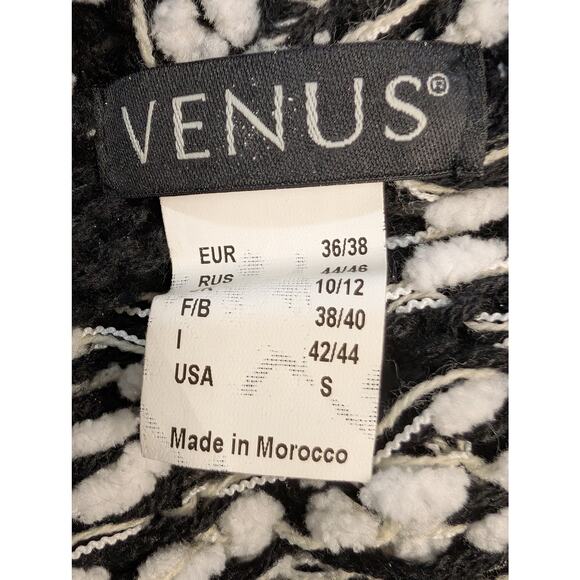 VENUS®
EUR 36/38
RUS 44/46
10/12
F/B 38/40
I 42/44
USA S
Made in Morocco